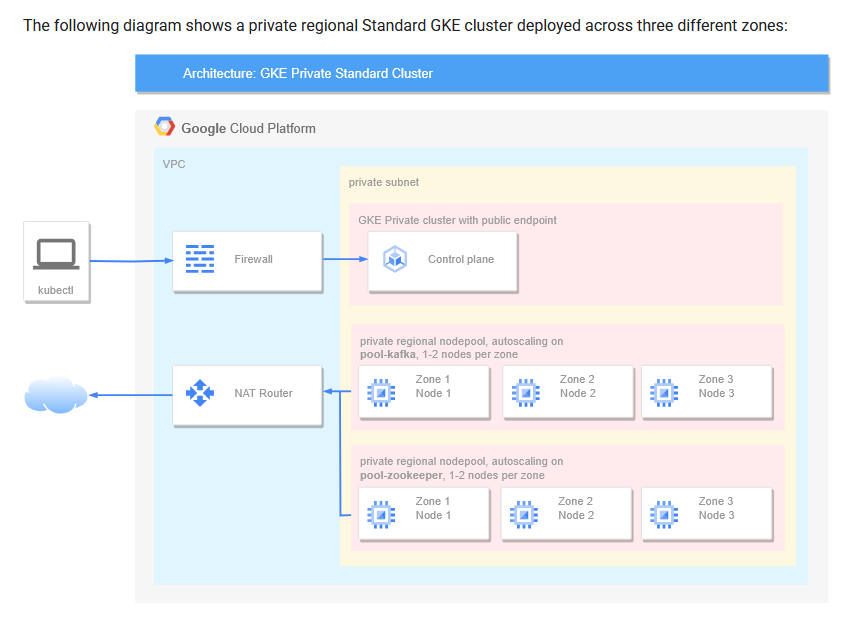 The following diagram shows a private regional Standard GKE cluster deployed across three different zones:
Architecture: GKE Private Standard Cluster
Google Cloud Platform
VPC
private subnet
GKE Private cluster with public endpoint
kubectl
Firewall
Control plane
private regional nodepool, autoscaling on
pool-kafka, 1-2 nodes per zone
NAT Router
Zone 1
Node 1
Zone 2
Node 2
Zone 3
Node 3
private regional nodepool, autoscaling on
pool-zookeeper, 1-2 nodes per zone
Zone 1
Node 1
Zone 2
Node 2
Zone 3
Node 3